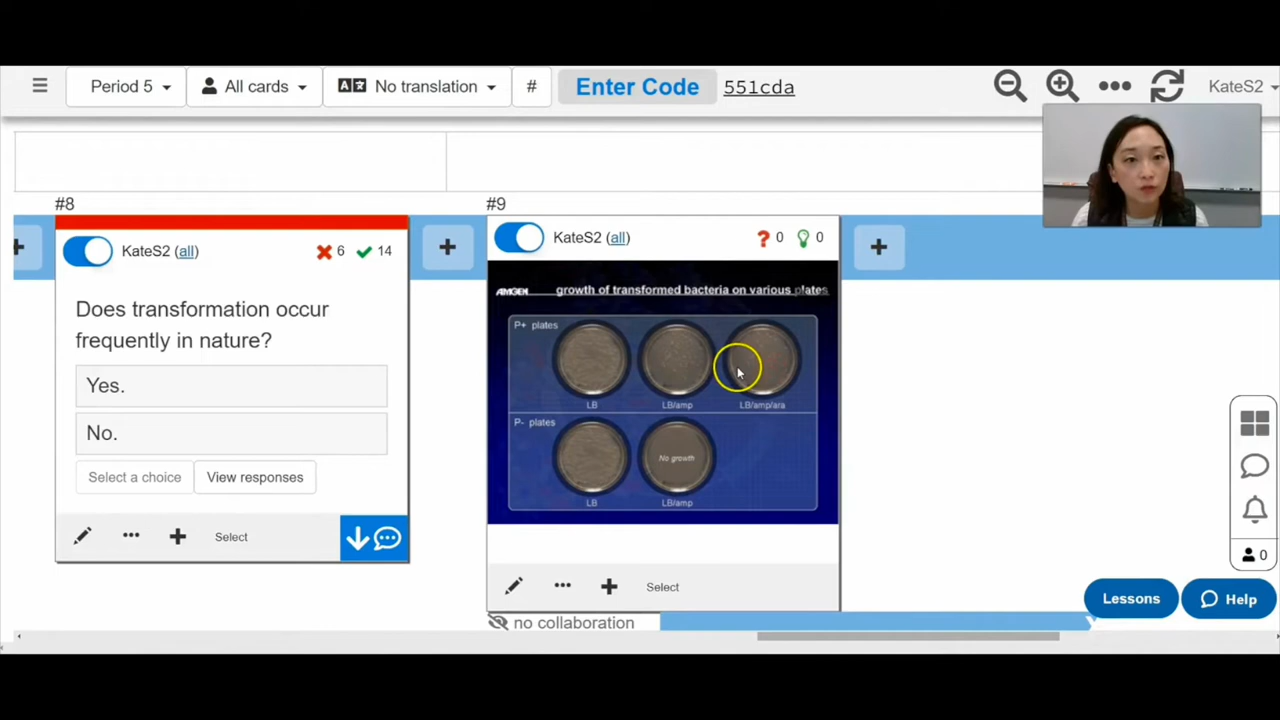 Period 5
All cards
No translation
#
Enter Code
551cda
KateS2
#8
KateS2 (all)
6
14
Does transformation occur
frequently in nature?
Yes.
No.
Select a choice
View responses
Select
#9
KateS2 (all)
0
0
AMGEN
growth of transformed bacteria on various plates
P+ plates
LB
LB/amp
LB/amp/ara
P- plates
No growth
LB
LB/amp
Select
no collaboration
0
Lessons
Help